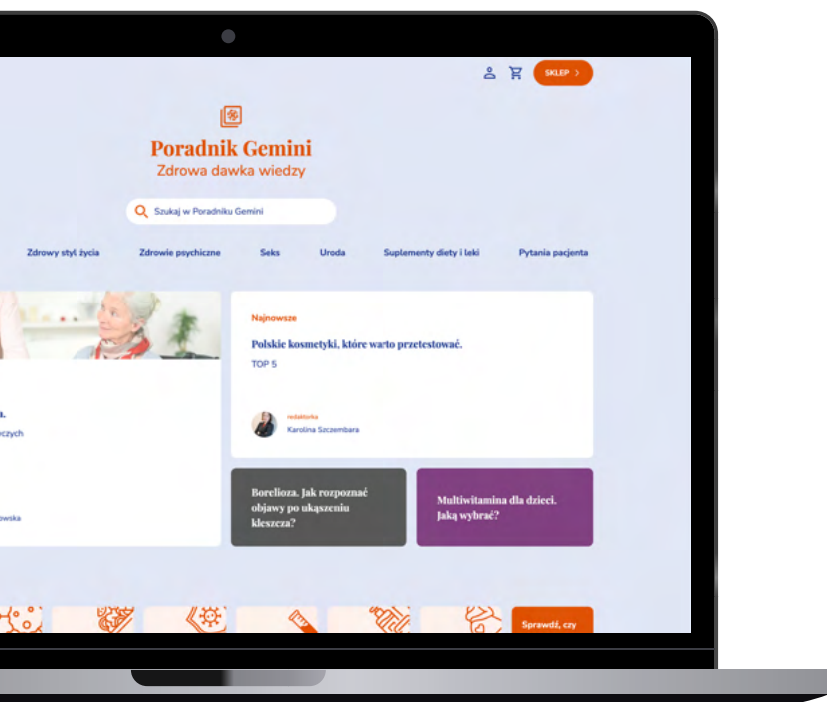 SKLEP >
Poradnik Gemini
Zdrowa dawka wiedzy
Szukaj w Poradniku Gemini
Zdrowy styl życia Zdrowie psychiczne Seks Uroda Suplementy diety i leki Pytania pacjenta
Najnowsze
Polskie kosmetyki, które warto przetestować.
TOP 5
redaktorka
Karolina Szczembara
Borelioza. Jak rozpoznać
objawy po ukąszeniu
kleszcza?
Multiwitamina dla dzieci.
Jaką wybrać?
Sprawdź, czy